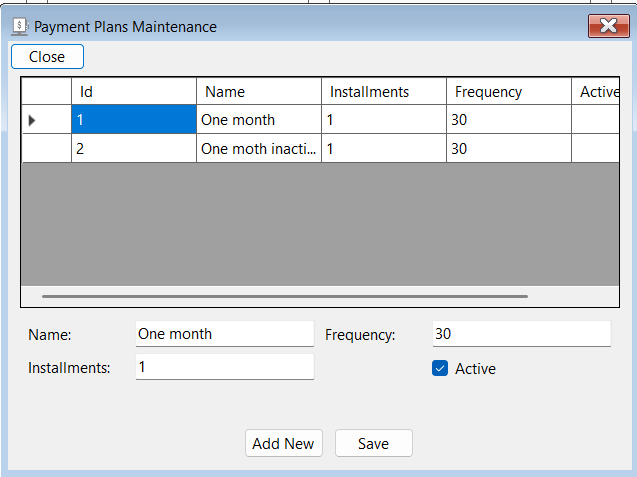 $
Payment Plans Maintenance
Close
Id Name Installments Frequency Active
1 One month 1 30
2 One moth inacti... 1 30
Name: One month Frequency: 30
Installments: 1 Active
Add New Save